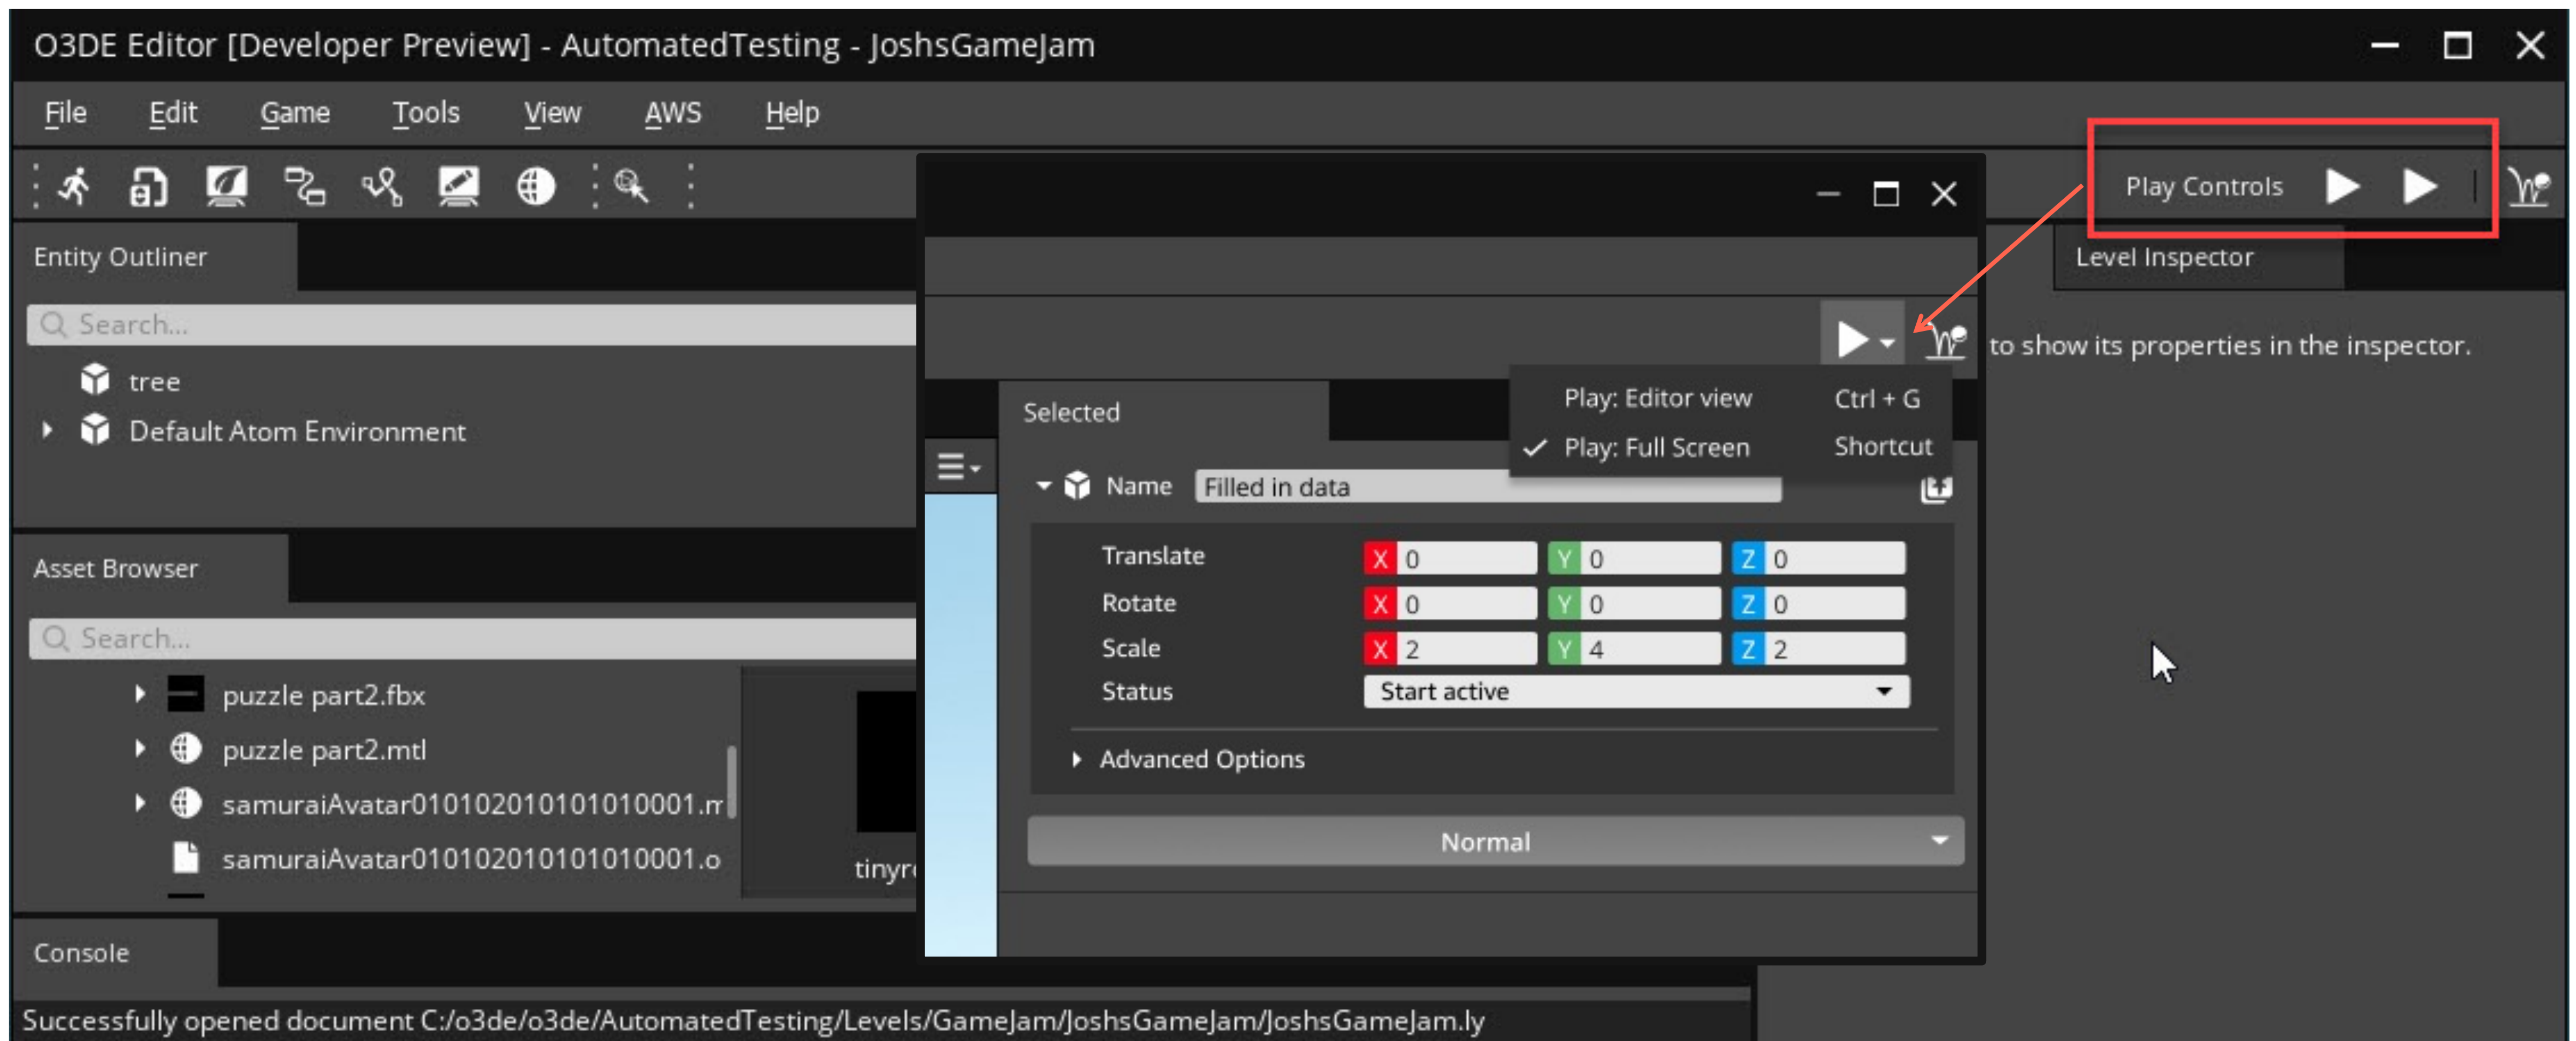 O3DE Editor [Developer Preview] - AutomatedTesting - JoshsGameJam
File Edit Game Tools View AWS Help
Play Controls
Entity Outliner
Level Inspector
Search...
to show its properties in the inspector.
tree
Default Atom Environment
Play: Editor view Ctrl + G
Play: Full Screen Shortcut
Selected
Name Filled in data
Translate X 0 Y 0 Z 0
Rotate X 0 Y 0 Z 0
Scale X 2 Y 4 Z 2
Status Start active
Advanced Options
Normal
Asset Browser
Search...
puzzle part2.fbx
puzzle part2.mtl
samuraiAvatar010102010101010001.m
samuraiAvatar010102010101010001.o
Console
Successfully opened document C:/o3de/o3de/AutomatedTesting/Levels/GameJam/JoshsGameJam/JoshsGameJam.ly